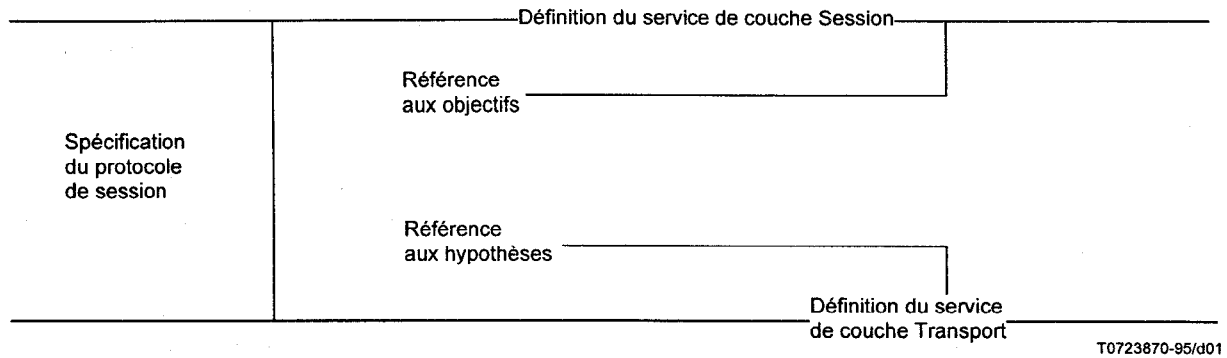 Définition du service de couche Session
Référence
aux objectifs
Spécification
du protocole
de session
Référence
aux hypothèses
Définition du service
de couche Transport
T0723870-95/d01